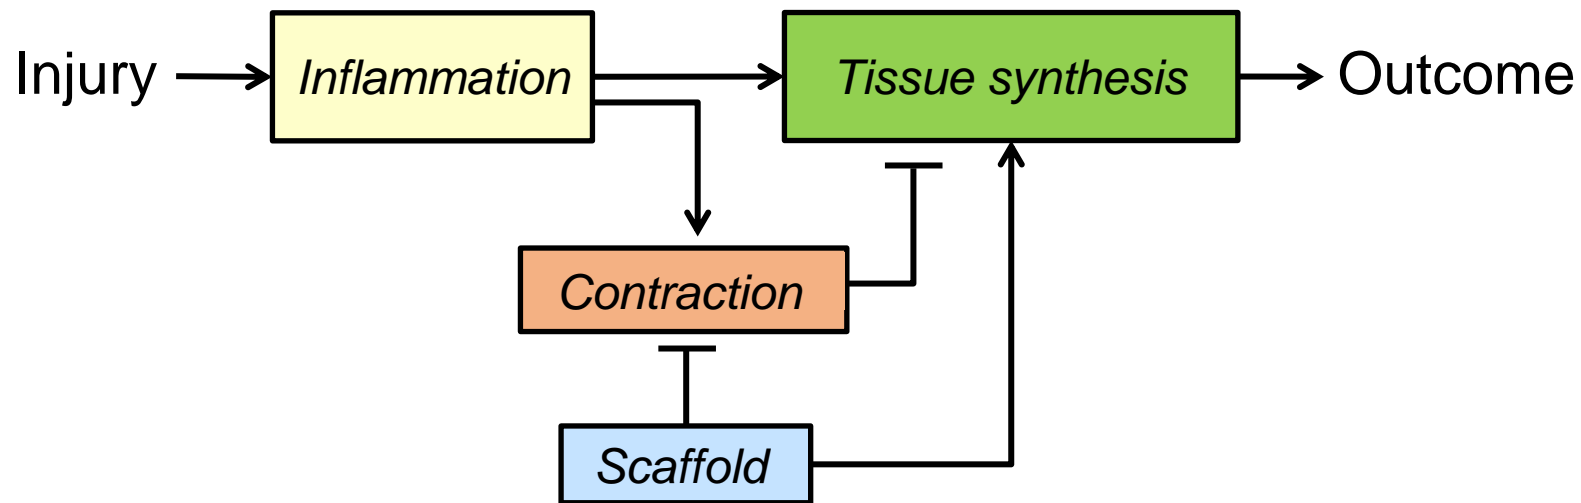 Injury
Inflammation
Tissue synthesis
Outcome
Contraction
Scaffold